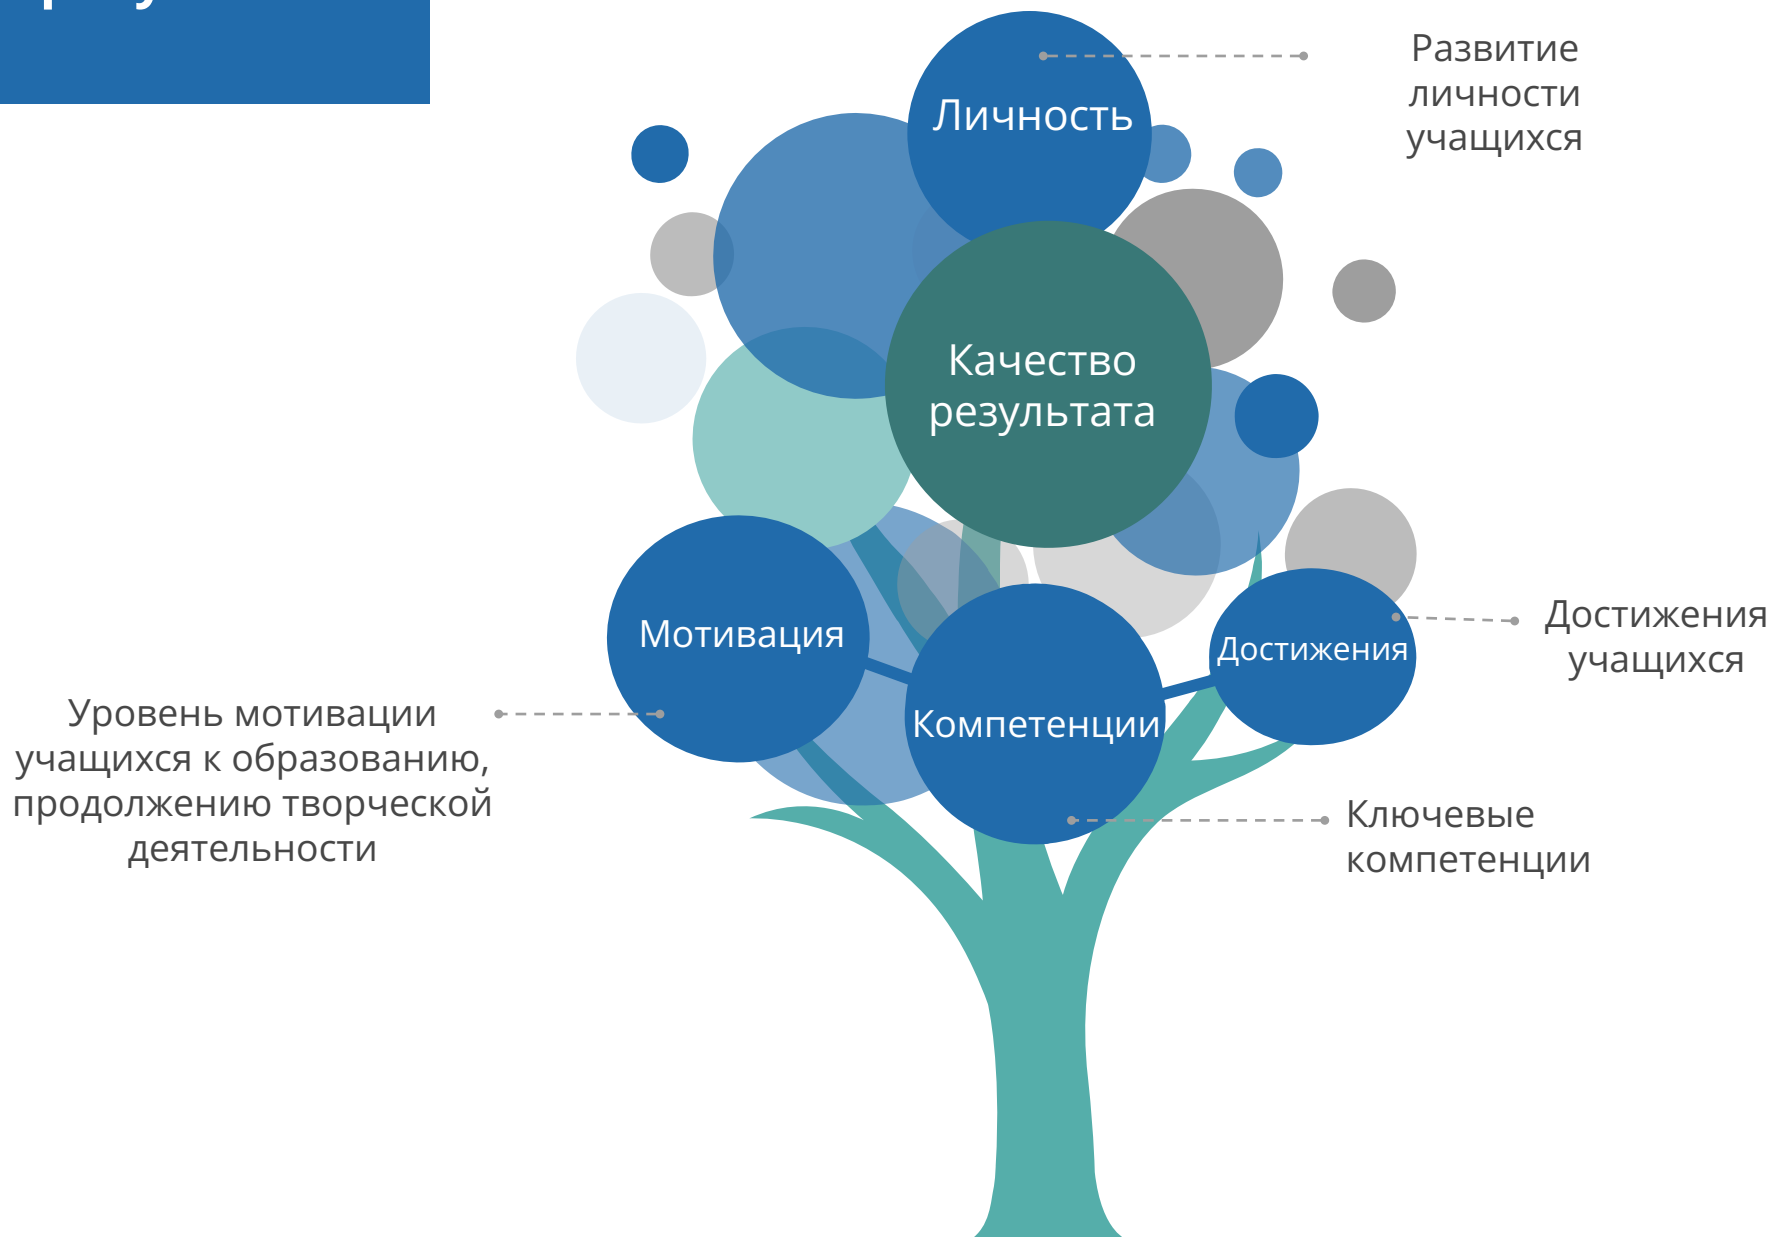 Личность
Развитие
личности
учащихся
Качество
результата
Мотивация
Достижения
Достижения
учащихся
Компетенции
Уровень мотивации
учащихся к образованию,
продолжению творческой
деятельности
Ключевые
компетенции